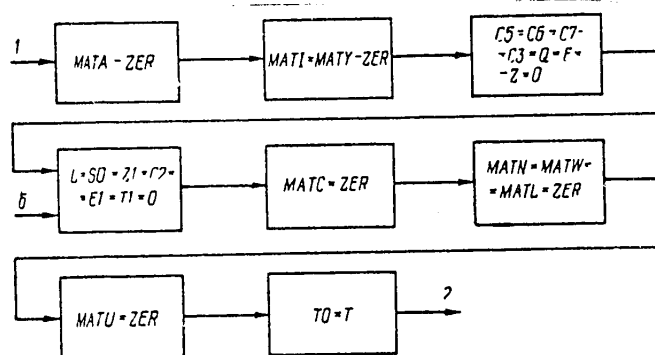 1
MATA - ZER
MATI = MATY - ZER
C5 = C6 = C7 -
= C3 = Q = F =
- Z = 0
5
L = S0 = Z1 = C2 =
= E1 = T1 = 0
MATC = ZER
MATN = MATW =
= MATL = ZER
MATU = ZER
T0 = T
2